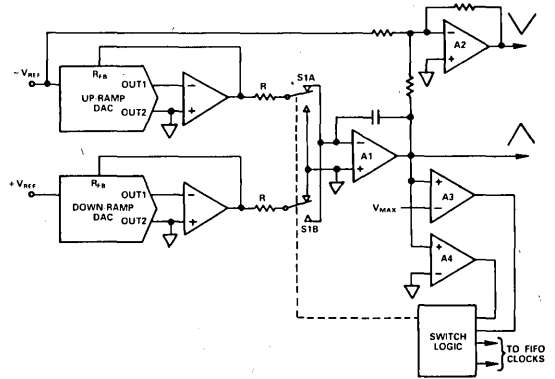 − VREF
RFB
OUT1
OUT2
UP-RAMP
DAC
−
+
R
S1A
−
+
A2
−
+
A1
+ VREF
RFB
OUT1
OUT2
DOWN-RAMP
DAC
−
+
R
S1B
VMAX
+
−
A3
+
−
A4
SWITCH
LOGIC
TO FIFO
CLOCKS